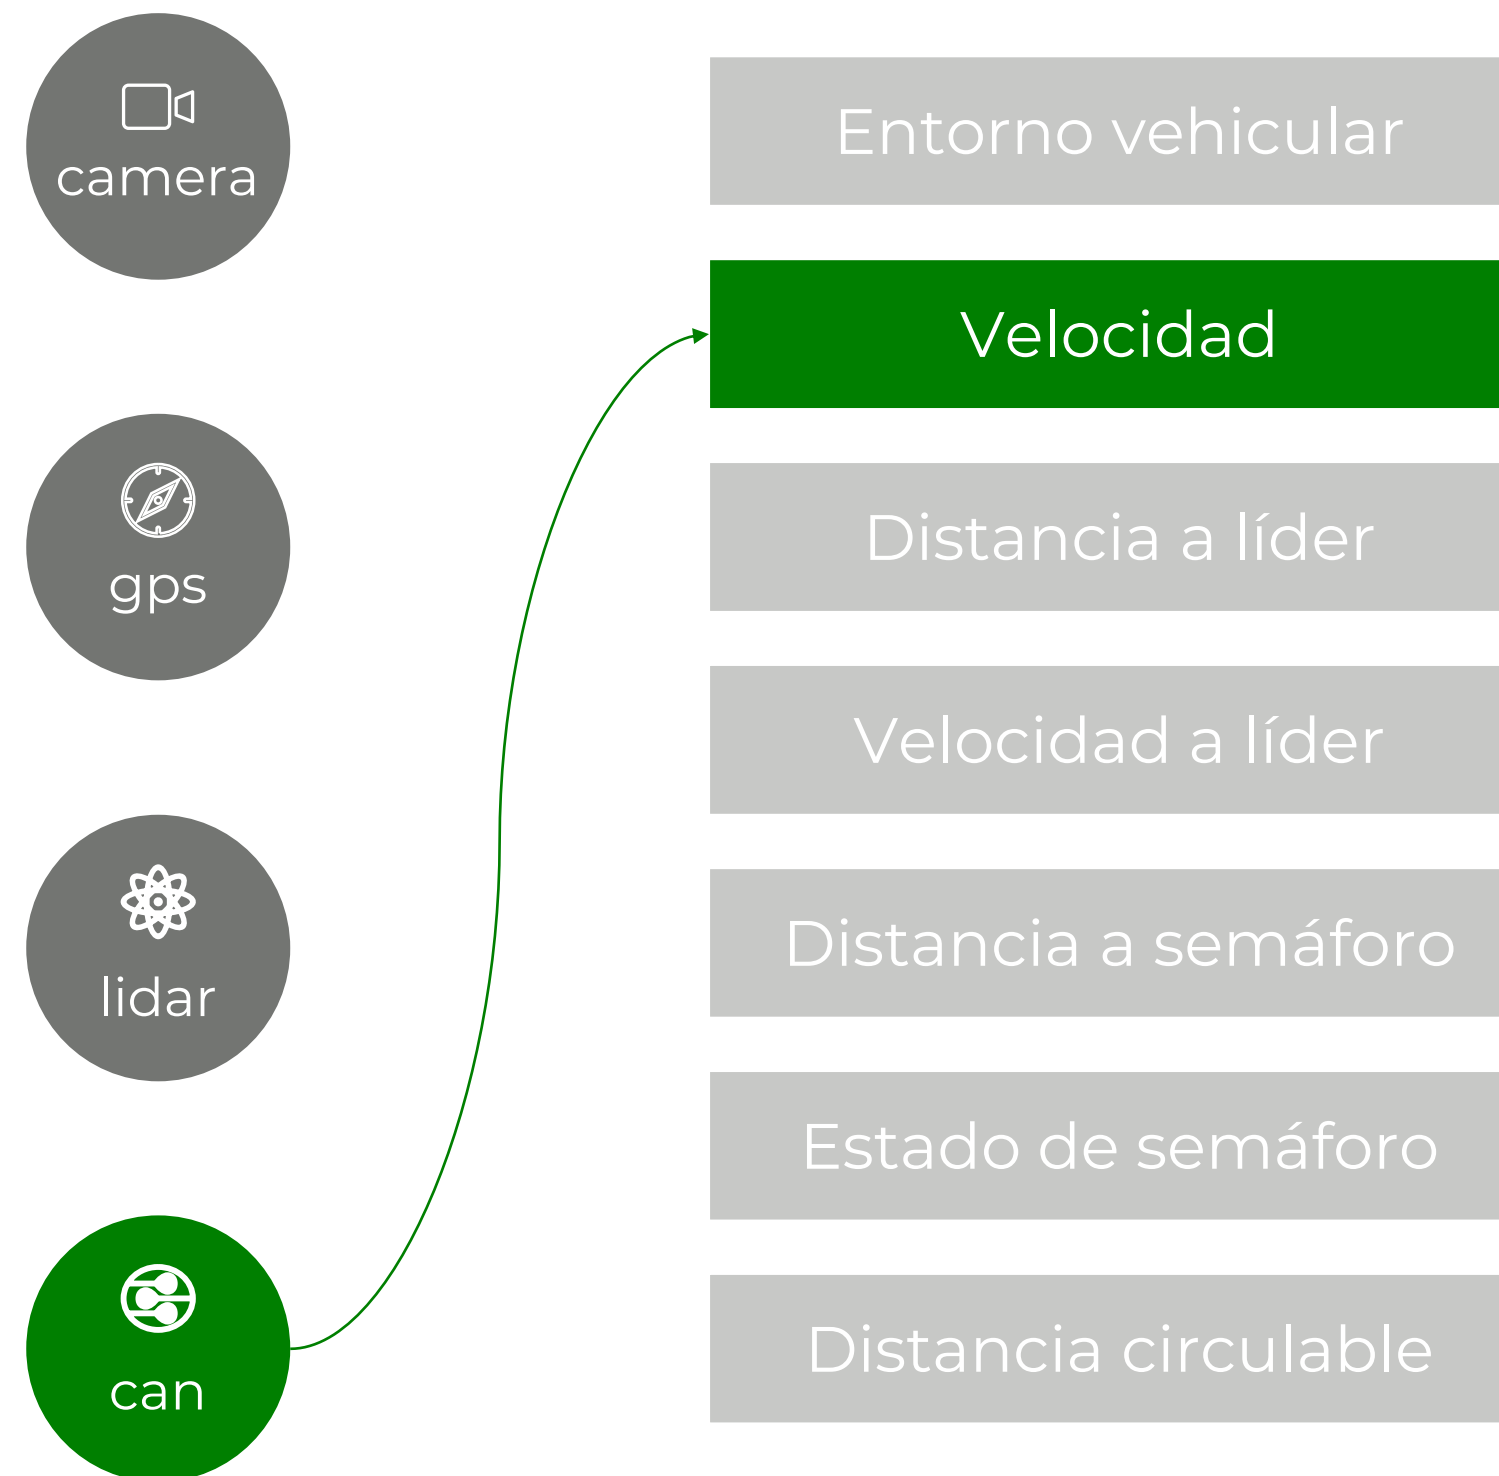 camera
gps
lidar
can
Entorno vehicular
Velocidad
Distancia a líder
Velocidad a líder
Distancia a semáforo
Estado de semáforo
Distancia circulable